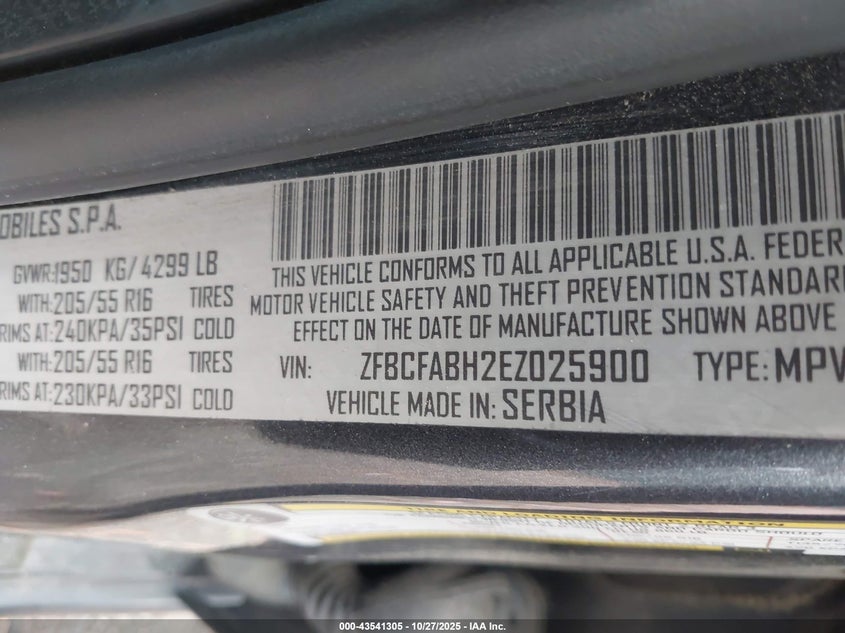 OBILES S.P.A.
GVWR:1950 KG/ 4299 LB
WITH:205/55 R16 TIRES
RIMS AT:240KPA/35PSI COLD
WITH:205/55 R16 TIRES
RIMS AT:230KPA/33PSI COLD
THIS VEHICLE CONFORMS TO ALL APPLICABLE U.S.A. FEDER
MOTOR VEHICLE SAFETY AND THEFT PREVENTION STANDARD
EFFECT ON THE DATE OF MANUFACTURE SHOWN ABOVE
VIN: ZFBCFABH2EZ025900 TYPE: MPV
VEHICLE MADE IN: SERBIA
INFORMATION
000-43541305 | 10/27/2025 - IAA Inc.